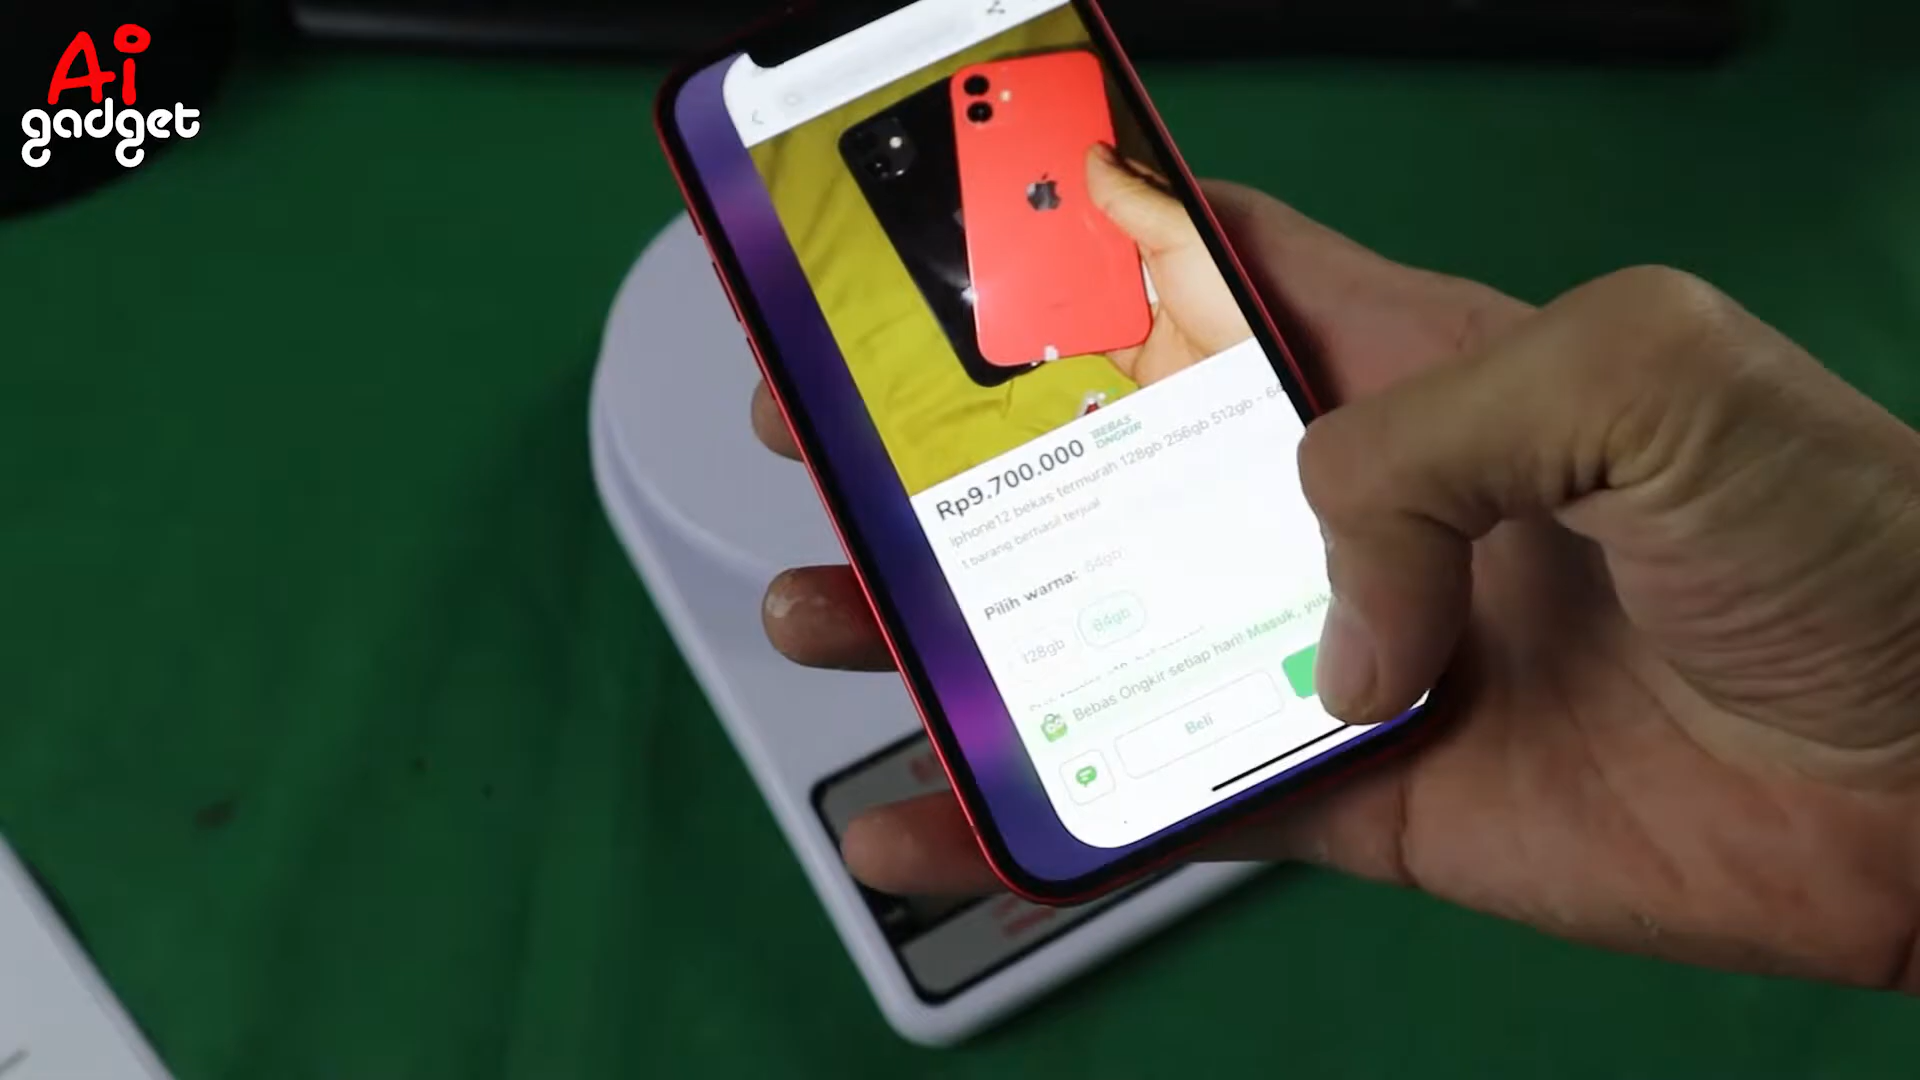 Ai
gadget
Rp9.700.000 BEBAS ONGKIR
iphone12 bekas termurah 128gb 256gb 512gb - 64
t barang berhasil terjual
Pilih warna: 64gb
128gb 64gb
Bebas Ongkir setiap hari! Masuk, yuk
Beli